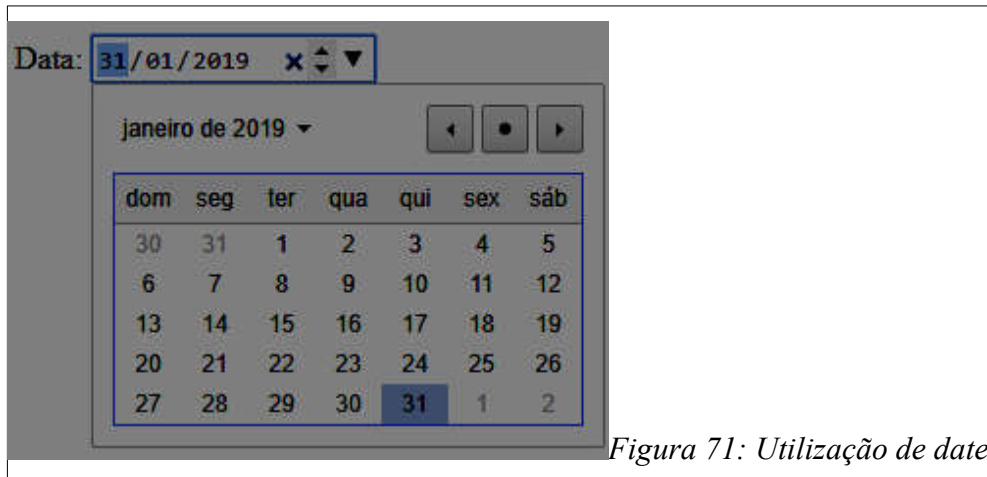 Data: 31/01/2019
janeiro de 2019
dom seg ter qua qui sex sáb
30 31 1 2 3 4 5
6 7 8 9 10 11 12
13 14 15 16 17 18 19
20 21 22 23 24 25 26
27 28 29 30 31 1 2
Figura 71: Utilização de date